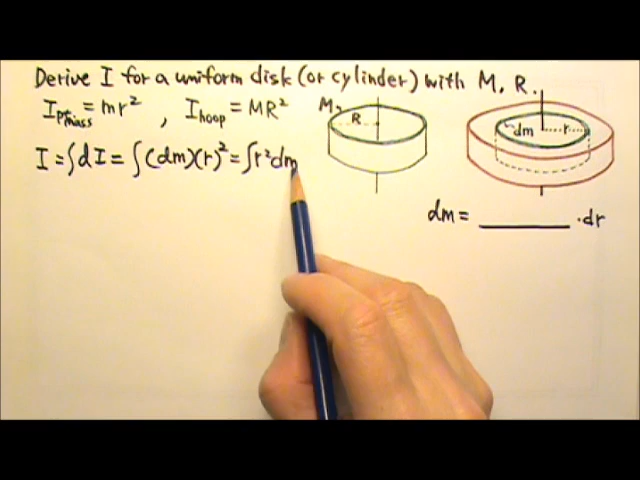 Derive I for a uniform disk (or cylinder) with M, R.
I_Pt mass = mr² , I_hoop = MR²
M, R
dm r
I = ∫dI = ∫(dm)(r)² = ∫r²dm
dm = ________ · dr